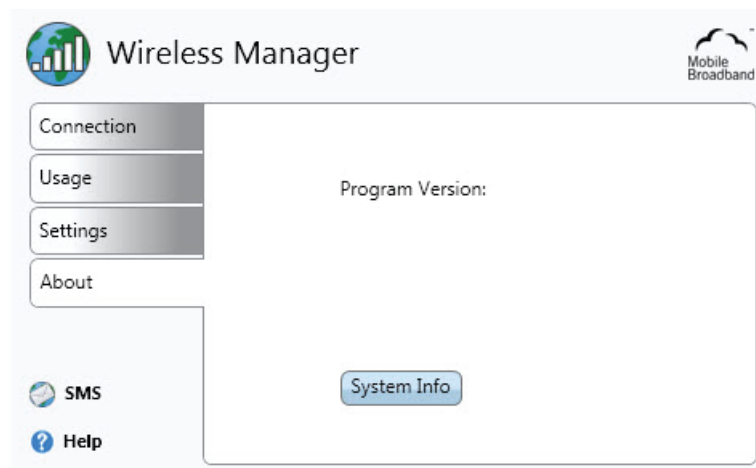 Wireless Manager
Mobile
Broadband
Connection
Usage
Settings
About
Program Version:
System Info
SMS
Help